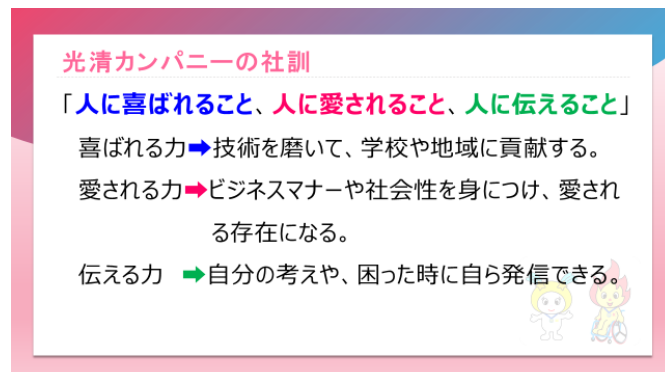 光清カンパニーの社訓
「人に喜ばれること、人に愛されること、人に伝えること」
喜ばれる力➡技術を磨いて、学校や地域に貢献する。
愛される力➡ビジネスマナーや社会性を身につけ、愛され
る存在になる。
伝える力 ➡自分の考えや、困った時に自ら発信できる。